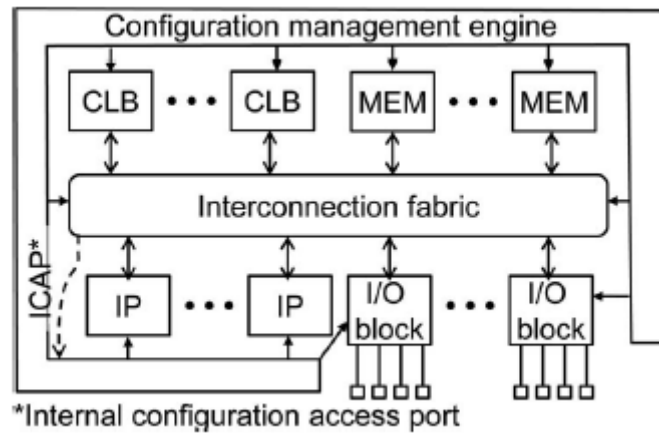 Configuration management engine
CLB ••• CLB MEM ••• MEM
Interconnection fabric
ICAP*
IP ••• IP I/O block ••• I/O block
*Internal configuration access port